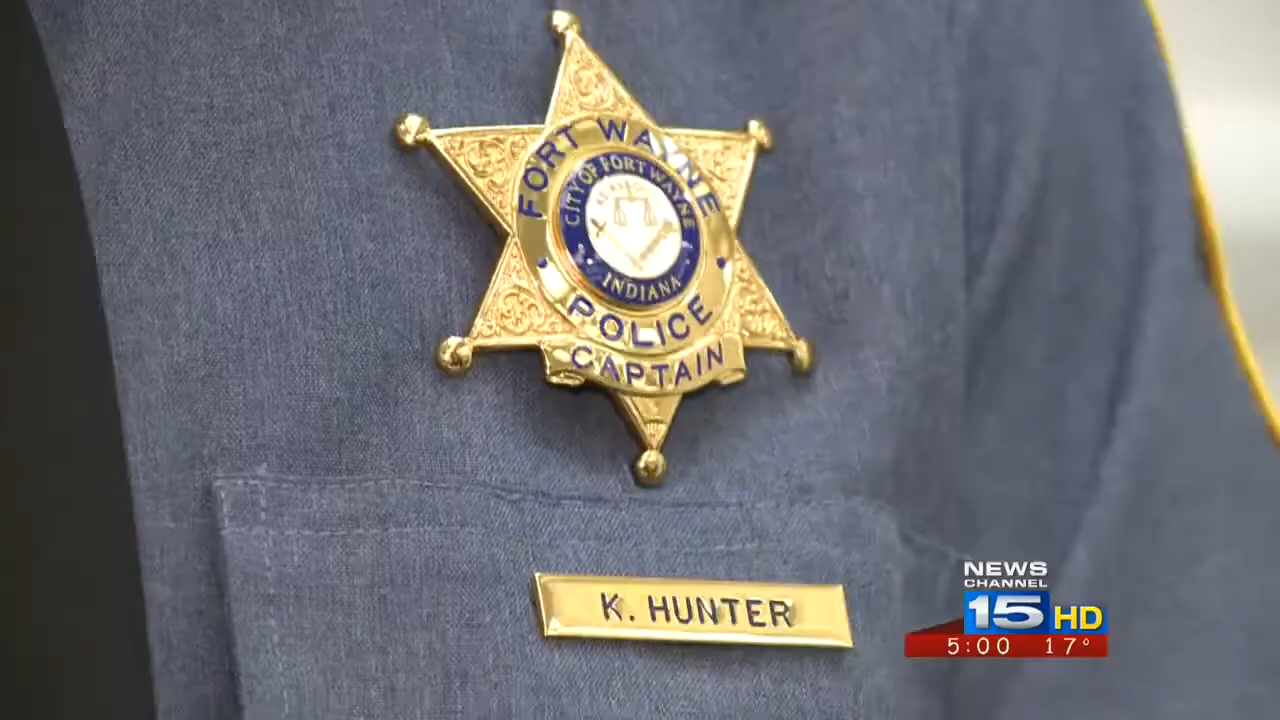 FORT WAYNE
CITY OF FORT WAYNE
INDIANA
POLICE
CAPTAIN
K. HUNTER
NEWS
CHANNEL
15 HD
5:00 17°